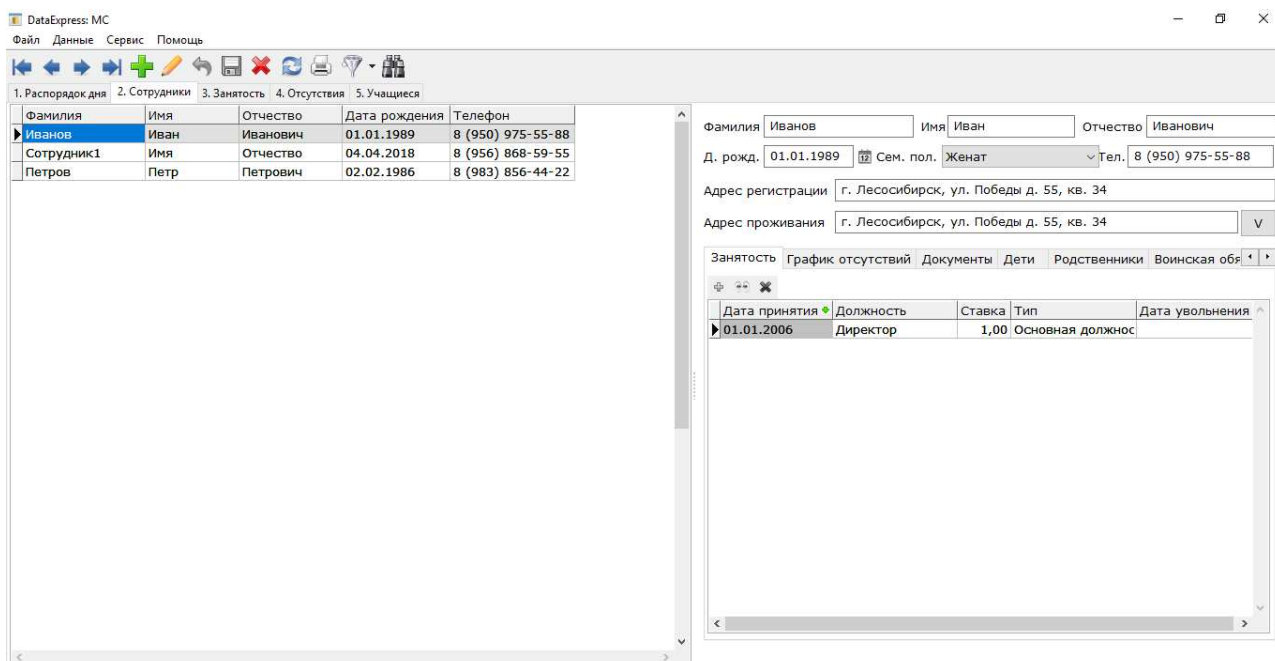 DataExpress: MC
Файл Данные Сервис Помощь
1. Распорядок дня 2. Сотрудники 3. Занятость 4. Отсутствия 5. Учащиеся
Фамилия Имя Отчество Дата рождения Телефон
Иванов Иван Иванович 01.01.1989 8 (950) 975-55-88
Сотрудник1 Имя Отчество 04.04.2018 8 (956) 868-59-55
Петров Петр Петрович 02.02.1986 8 (983) 856-44-22
Фамилия Иванов Имя Иван Отчество Иванович
Д. рожд. 01.01.1989 12 Сем. пол. Женат Тел. 8 (950) 975-55-88
Адрес регистрации г. Лесосибирск, ул. Победы д. 55, кв. 34
Адрес проживания г. Лесосибирск, ул. Победы д. 55, кв. 34 V
Занятость График отсутствий Документы Дети Родственники Воинская обя
Дата принятия Должность Ставка Тип Дата увольнения
01.01.2006 Директор 1,00 Основная должнос